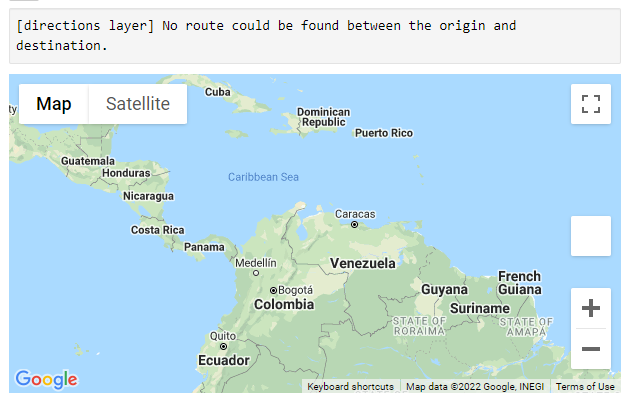 [directions layer] No route could be found between the origin and
destination.
Map
Satellite
Cuba
ty
Dominican
Republic
Puerto Rico
Guatemala
Honduras
Caribbean Sea
Nicaragua
Caracas
Costa Rica
Panama
Medellín
Venezuela
French
Guiana
Guyana
Bogotá
Colombia
Suriname
STATE OF
RORAIMA
STATE OF
AMAPÁ
Quito
Ecuador
Google
Keyboard shortcuts
Map data ©2022 Google, INEGI
Terms of Use